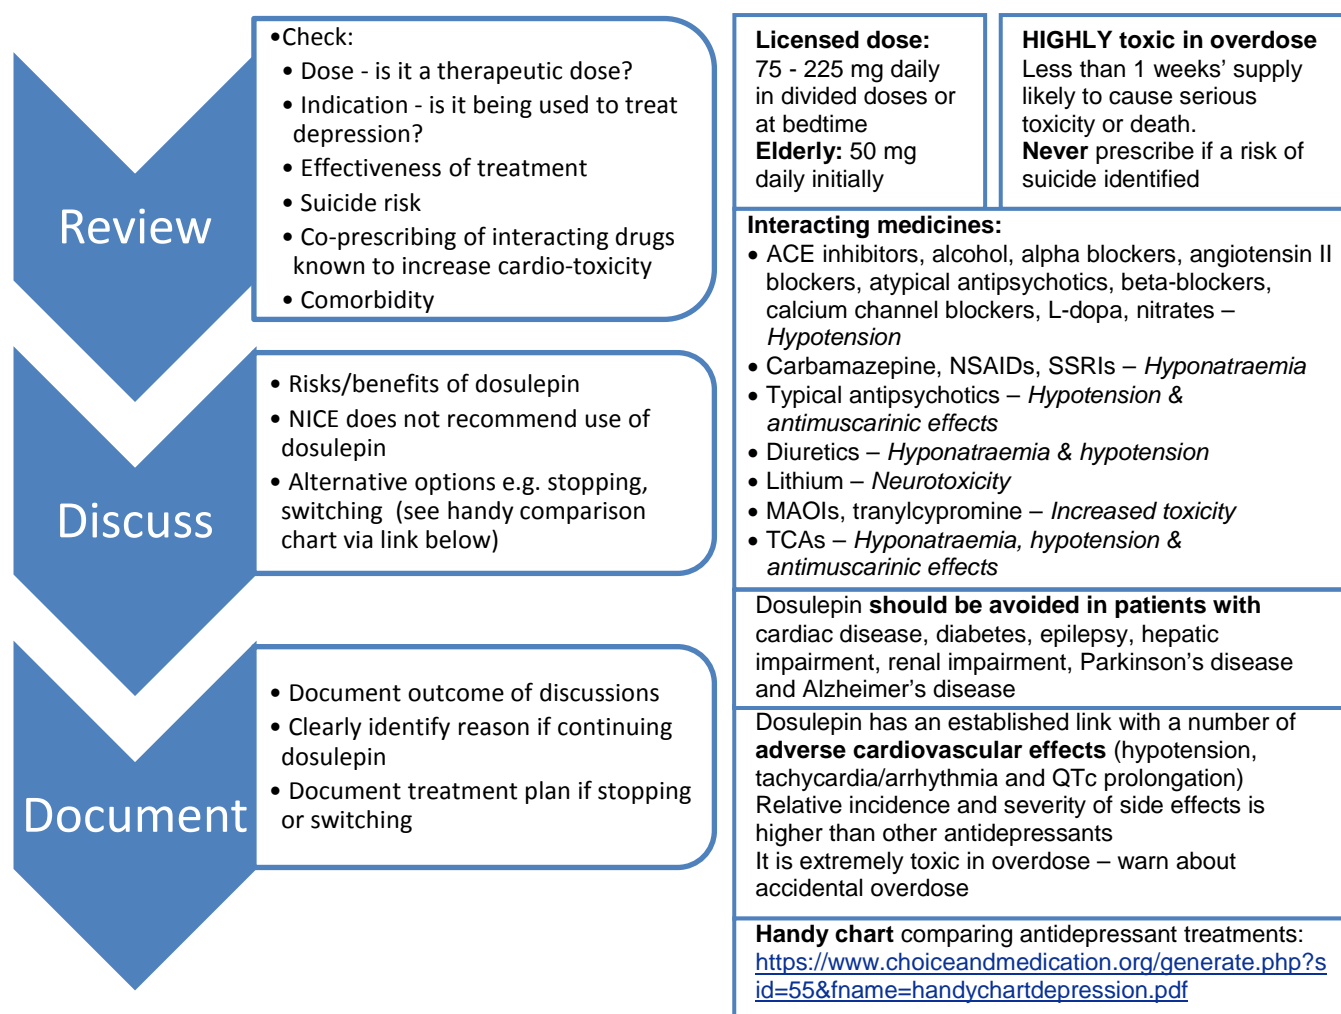 Review
•Check:
• Dose - is it a therapeutic dose?
• Indication - is it being used to treat
depression?
• Effectiveness of treatment
• Suicide risk
• Co-prescribing of interacting drugs
known to increase cardio-toxicity
• Comorbidity
Discuss
• Risks/benefits of dosulepin
• NICE does not recommend use of
dosulepin
• Alternative options e.g. stopping,
switching (see handy comparison
chart via link below)
Document
• Document outcome of discussions
• Clearly identify reason if continuing
dosulepin
• Document treatment plan if stopping
or switching
Licensed dose:
75 - 225 mg daily
in divided doses or
at bedtime
Elderly: 50 mg
daily initially
HIGHLY toxic in overdose
Less than 1 weeks’ supply
likely to cause serious
toxicity or death.
Never prescribe if a risk of
suicide identified
Interacting medicines:
• ACE inhibitors, alcohol, alpha blockers, angiotensin II
blockers, atypical antipsychotics, beta-blockers,
calcium channel blockers, L-dopa, nitrates –
Hypotension
• Carbamazepine, NSAIDs, SSRIs – Hyponatraemia
• Typical antipsychotics – Hypotension &
antimuscarinic effects
• Diuretics – Hyponatraemia & hypotension
• Lithium – Neurotoxicity
• MAOIs, tranylcypromine – Increased toxicity
• TCAs – Hyponatraemia, hypotension &
antimuscarinic effects
Dosulepin should be avoided in patients with
cardiac disease, diabetes, epilepsy, hepatic
impairment, renal impairment, Parkinson’s disease
and Alzheimer’s disease
Dosulepin has an established link with a number of
adverse cardiovascular effects (hypotension,
tachycardia/arrhythmia and QTc prolongation)
Relative incidence and severity of side effects is
higher than other antidepressants
It is extremely toxic in overdose – warn about
accidental overdose
Handy chart comparing antidepressant treatments:
https://www.choiceandmedication.org/generate.php?s
id=55&fname=handychartdepression.pdf